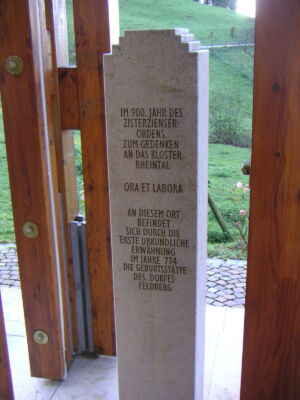 IM 900. JAHR DES
ZISTERZIENSER-
ORDENS
ZUM GEDENKEN
AN DAS KLOSTER
RHEINTAL
ORA ET LABORA
AN DIESEM ORT
BEFINDET
SICH DURCH DIE
ERSTE URKUNDLICHE
ERWÄHNUNG
IM JAHRE 774
DIE GEBURTSSTÄTTE
DES DORFES-
FELDBERG